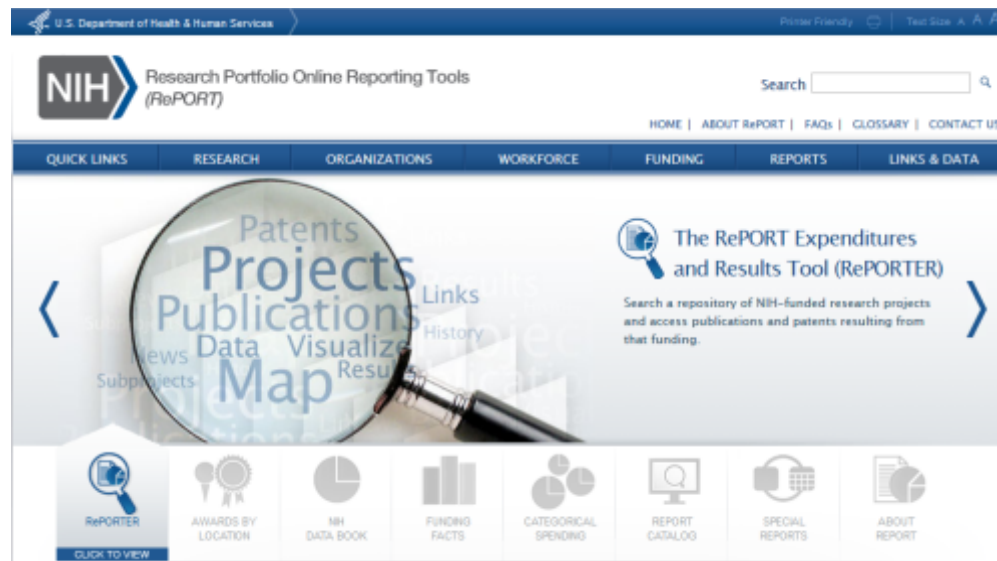 U.S. Department of Health & Human Services
Printer Friendly
Text Size A A A
NIH
Research Portfolio Online Reporting Tools
(RePORT)
Search
HOME | ABOUT RePORT | FAQs | GLOSSARY | CONTACT US
QUICK LINKS RESEARCH ORGANIZATIONS WORKFORCE FUNDING REPORTS LINKS & DATA
Patents
Projects
Publications
Links
History
News Data Visualize
Subprojects
Map
The RePORT Expenditures
and Results Tool (RePORTER)
Search a repository of NIH-funded research projects
and access publications and patents resulting from
that funding.
RePORTER
CLICK TO VIEW
AWARDS BY
LOCATION
NIH
DATA BOOK
FUNDING
FACTS
CATEGORICAL
SPENDING
REPORT
CATALOG
SPECIAL
REPORTS
ABOUT
REPORT